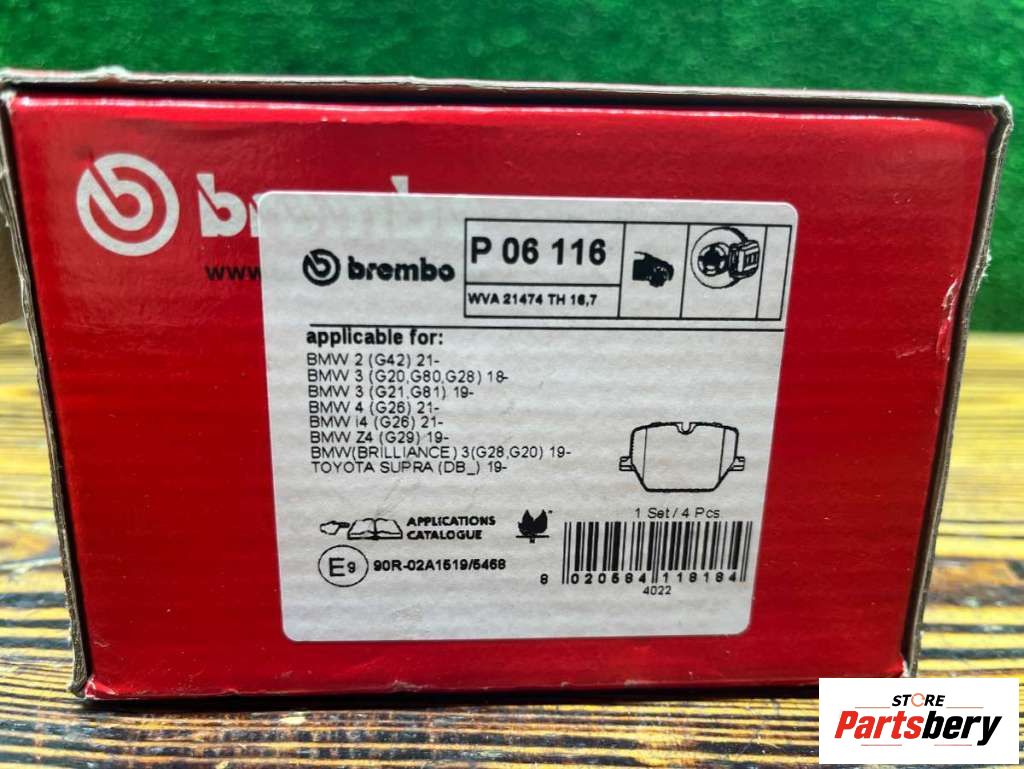 brembo
www.
brembo
P 06 116
WVA 21474 TH 16,7
applicable for:
BMW 2 (G42) 21-
BMW 3 (G20,G80,G28) 18-
BMW 3 (G21,G81) 19-
BMW 4 (G26) 21-
BMW I4 (G26) 21-
BMW Z4 (G29) 19-
BMW(BRILLIANCE) 3(G28,G20) 19-
TOYOTA SUPRA (DB_) 19-
1 Set / 4 Pcs
APPLICATIONS
CATALOGUE
E9
90R-02A1519/5468
8 020584 118184
4022
STORE
Partsbery